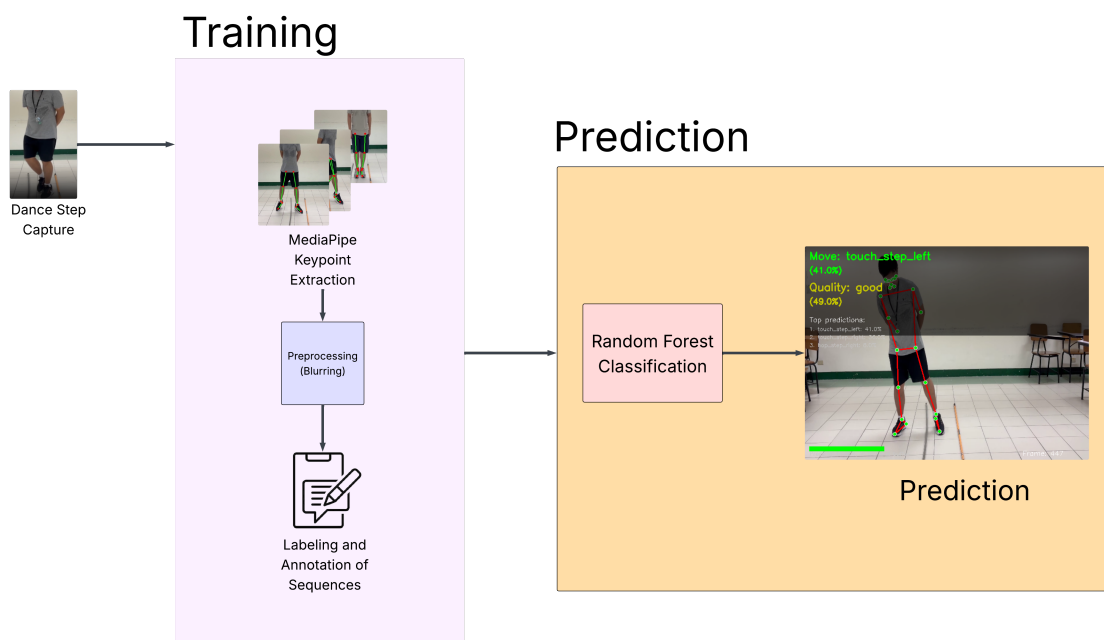 Training
Dance Step
Capture
MediaPipe
Keypoint
Extraction
Preprocessing
(Blurring)
Labeling and
Annotation of
Sequences
Prediction
Random Forest
Classification
Move: touch_step_left
(41.0%)
Quality: good
(49.0%)
Top predictions:
1. touch_step_left: 41.0%
Prediction